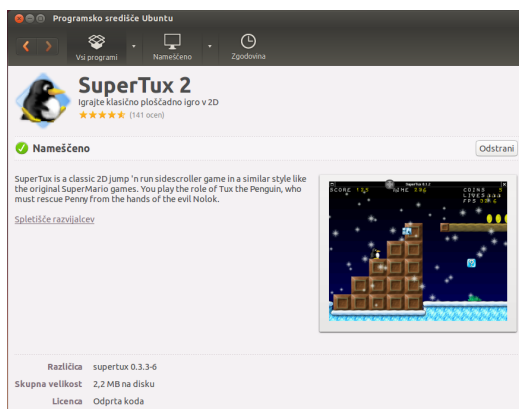 Programsko središče Ubuntu
Vsi programi
Nameščeno
Zgodovina
SuperTux 2
Igrajte klasično ploščadno igro v 2D
(141 ocen)
Nameščeno
Odstrani
SuperTux is a classic 2D jump 'n run sidescroller game in a similar style like
the original SuperMario games. You play the role of Tux the Penguin, who
must rescue Penny from the hands of the evil Nolok.
Spletišče razvijalcev
SCORE
TIME
COINS
LIVES
FPS
Različica supertux 0.3.3-6
Skupna velikost 2,2 MB na disku
Licenca Odprta koda